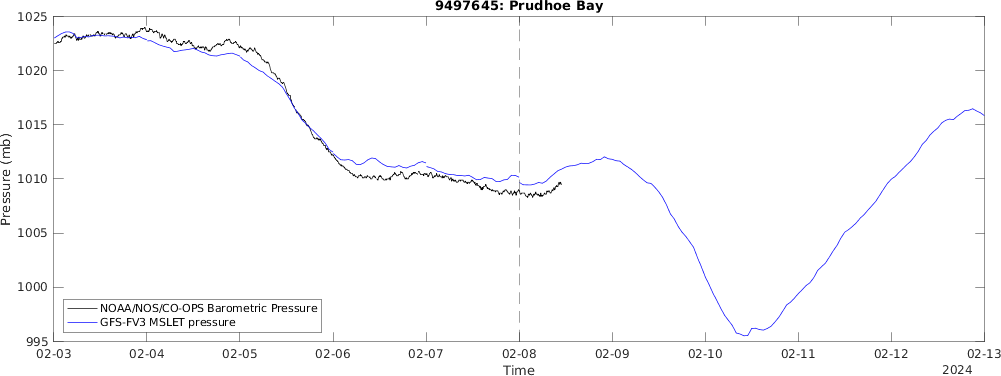 9497645: Prudhoe Bay
Pressure (mb)
1025
1020
1015
1010
1005
1000
995
NOAA/NOS/CO-OPS Barometric Pressure
GFS-FV3 MSLET pressure
02-03 02-04 02-05 02-06 02-07 02-08 02-09 02-10 02-11 02-12 02-13
Time
2024